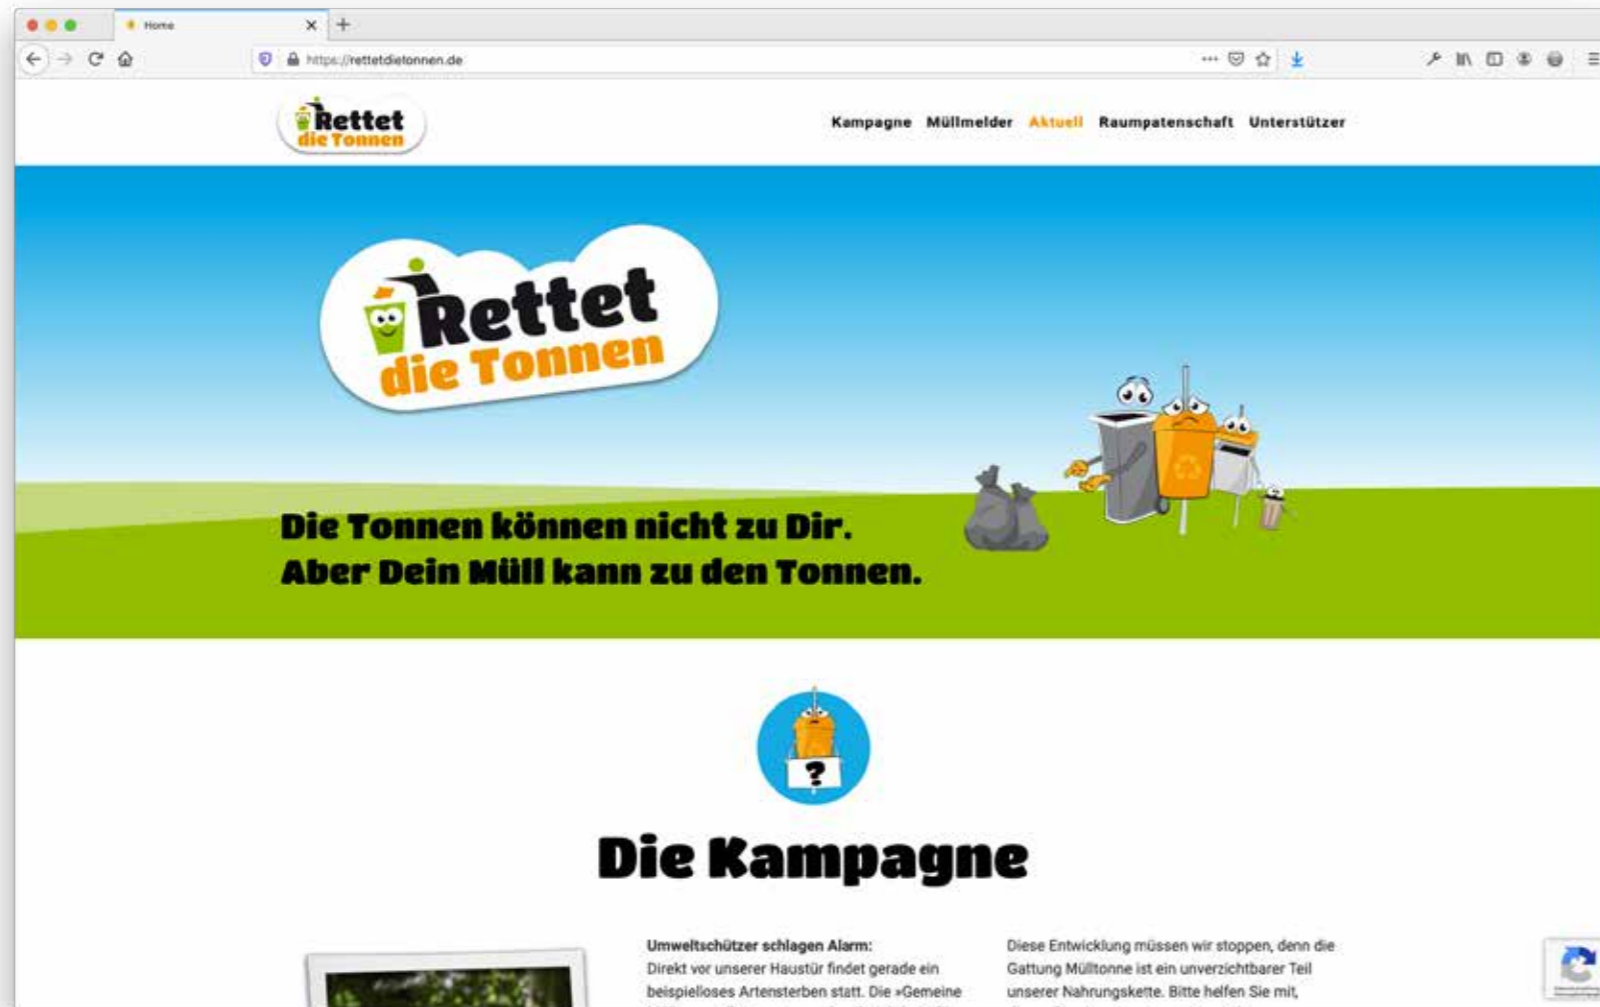 Home
https://rettetdietonnen.de
Rettet
die Tonnen
Kampagne Müllmelder Aktuell Raumpatenschaft Unterstützer
Rettet
die Tonnen
Die Tonnen können nicht zu Dir.
Aber Dein Müll kann zu den Tonnen.
?
Die Kampagne
Umweltschützer schlagen Alarm:
Direkt vor unserer Haustür findet gerade ein
beispielloses Artensterben statt. Die »Gemeine
Diese Entwicklung müssen wir stoppen, denn die
Gattung Mülltonne ist ein unverzichtbarer Teil
unserer Nahrungskette. Bitte helfen Sie mit,